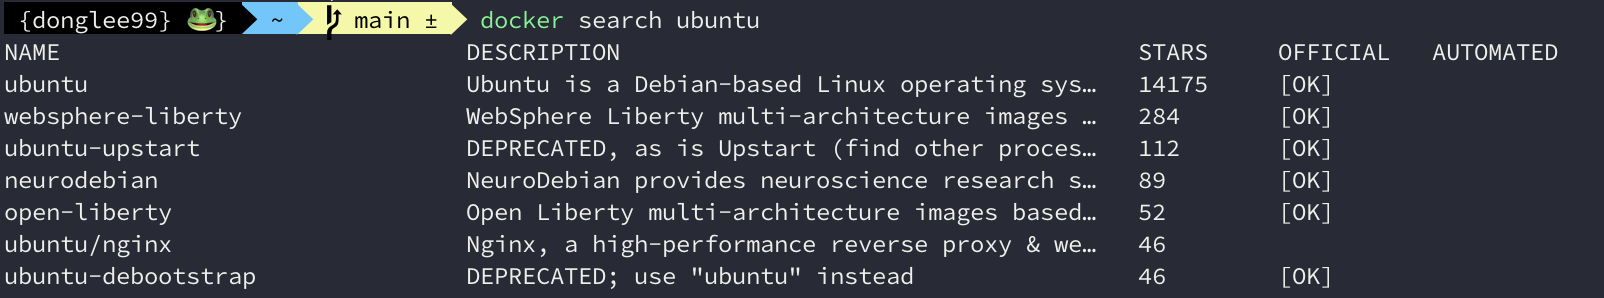 {donglee99} 🐸} ~ main ± docker search ubuntu
NAME DESCRIPTION STARS OFFICIAL AUTOMATED
ubuntu Ubuntu is a Debian-based Linux operating sys… 14175 [OK]
websphere-liberty WebSphere Liberty multi-architecture images … 284 [OK]
ubuntu-upstart DEPRECATED, as is Upstart (find other proces… 112 [OK]
neurodebian NeuroDebian provides neuroscience research s… 89 [OK]
open-liberty Open Liberty multi-architecture images based… 52 [OK]
ubuntu/nginx Nginx, a high-performance reverse proxy & we… 46
ubuntu-debootstrap DEPRECATED; use "ubuntu" instead 46 [OK]